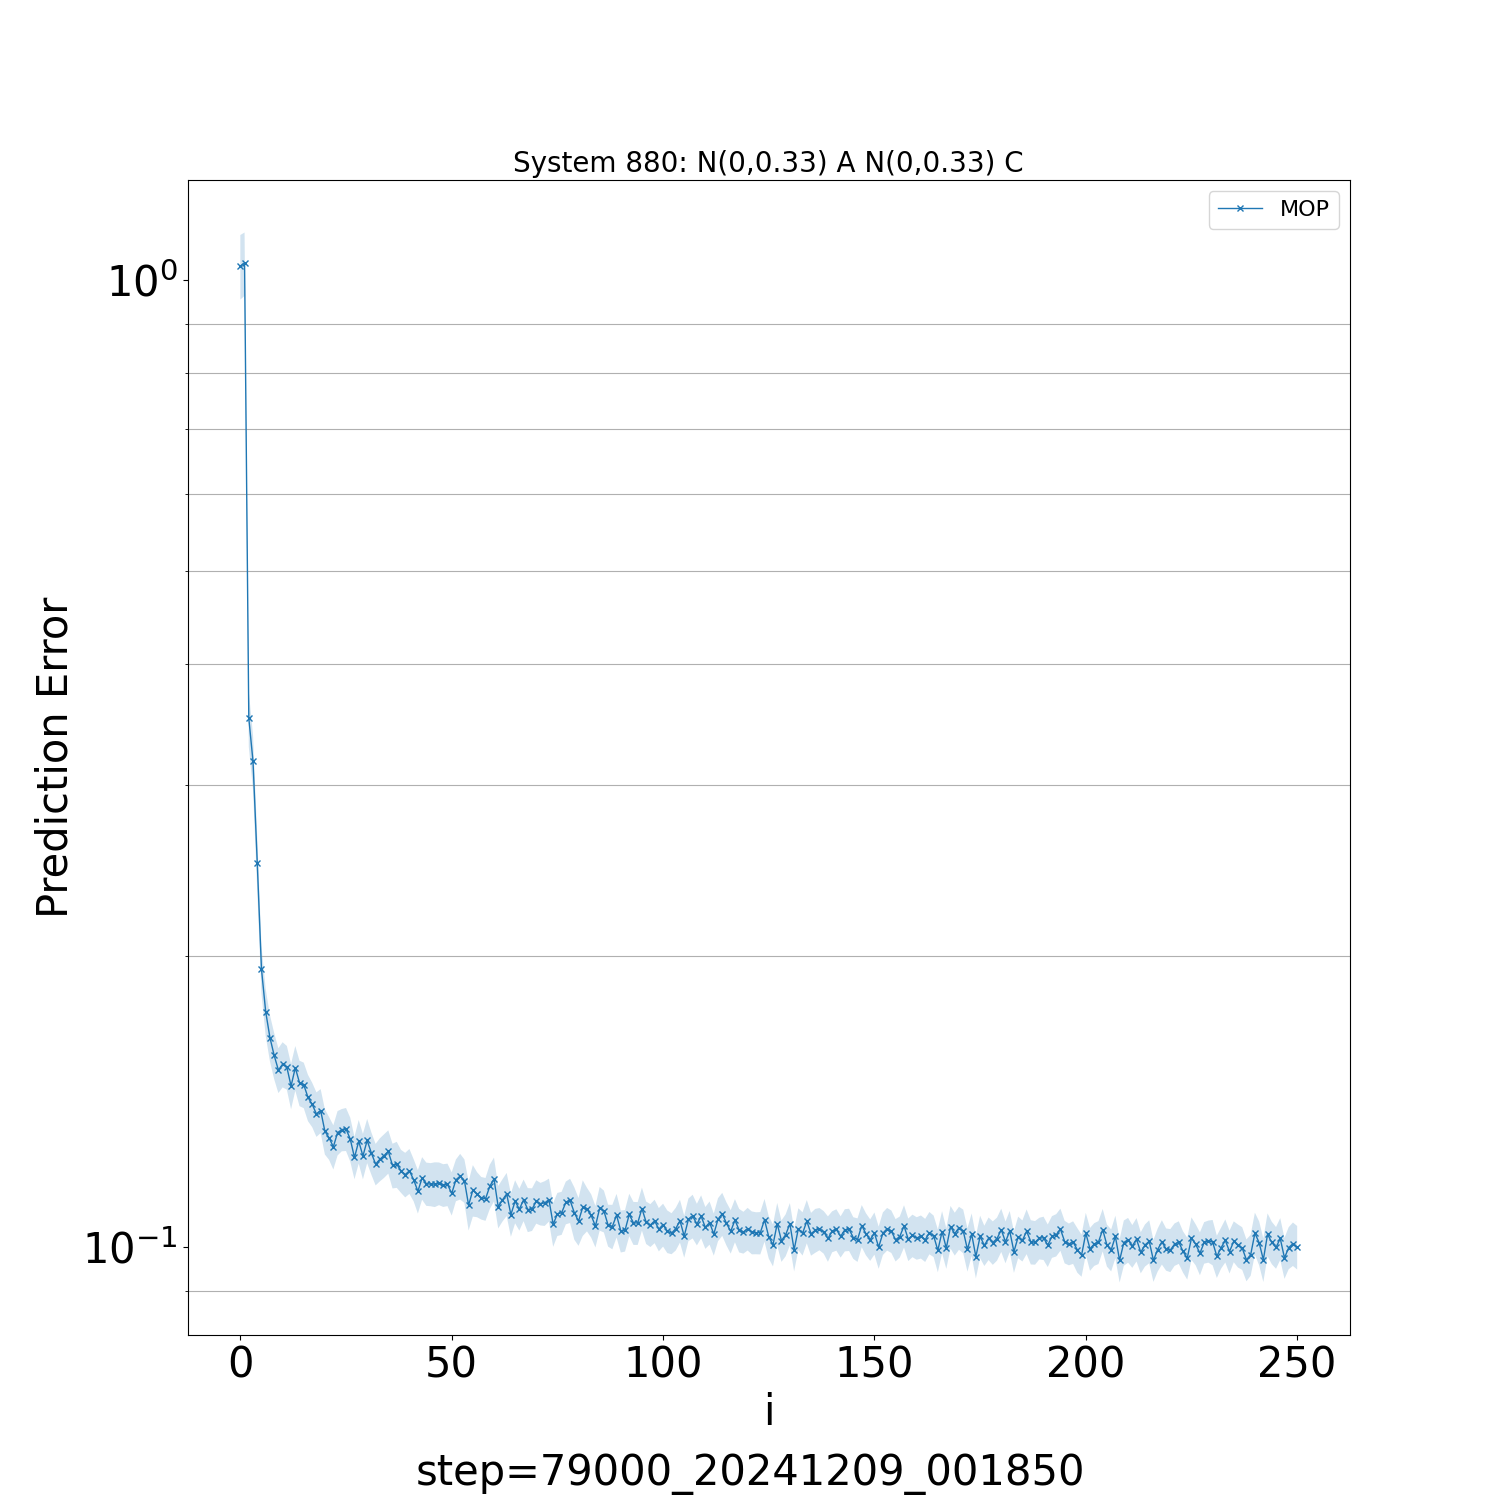 System 880: N(0,0.33) A N(0,0.33) C
MOP
10⁰
10⁻¹
Prediction Error
0 50 100 150 200 250
i
step=79000_20241209_001850